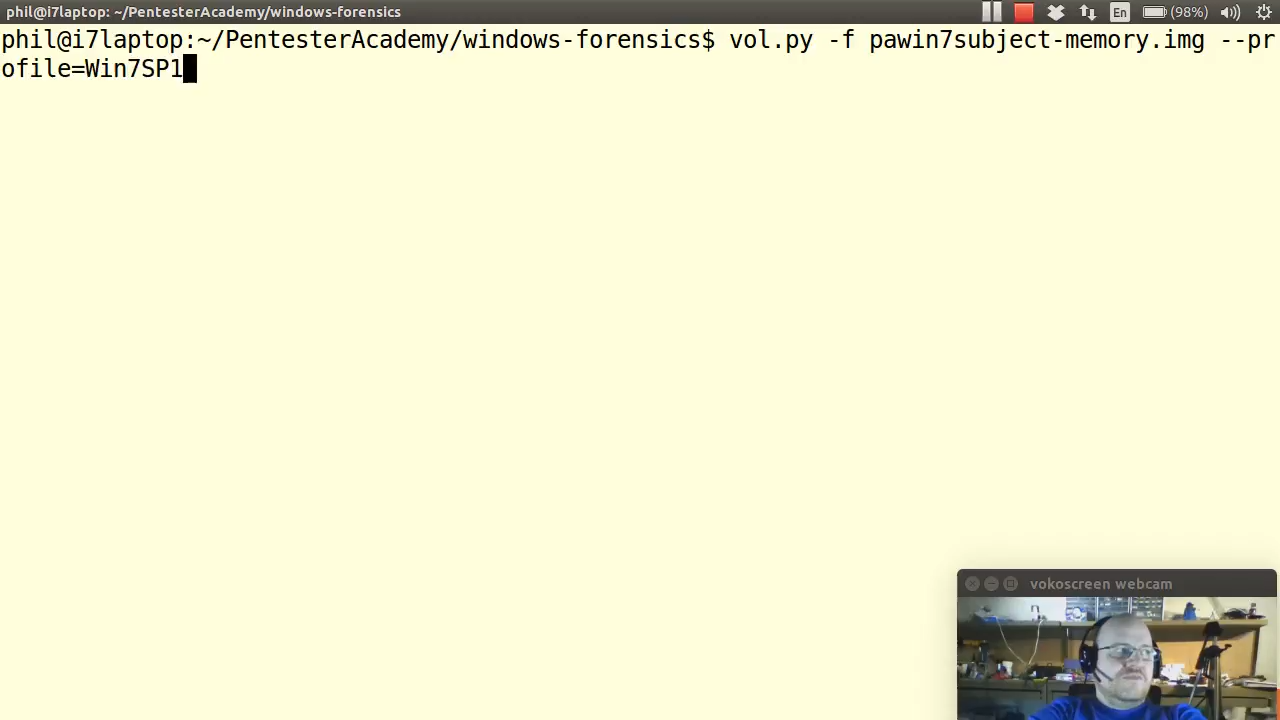 phil@i7laptop: ~/PentesterAcademy/windows-forensics
En
(98%)
phil@i7laptop:~/PentesterAcademy/windows-forensics$ vol.py -f pawin7subject-memory.img --pr
ofile=Win7SP1
vokoscreen webcam